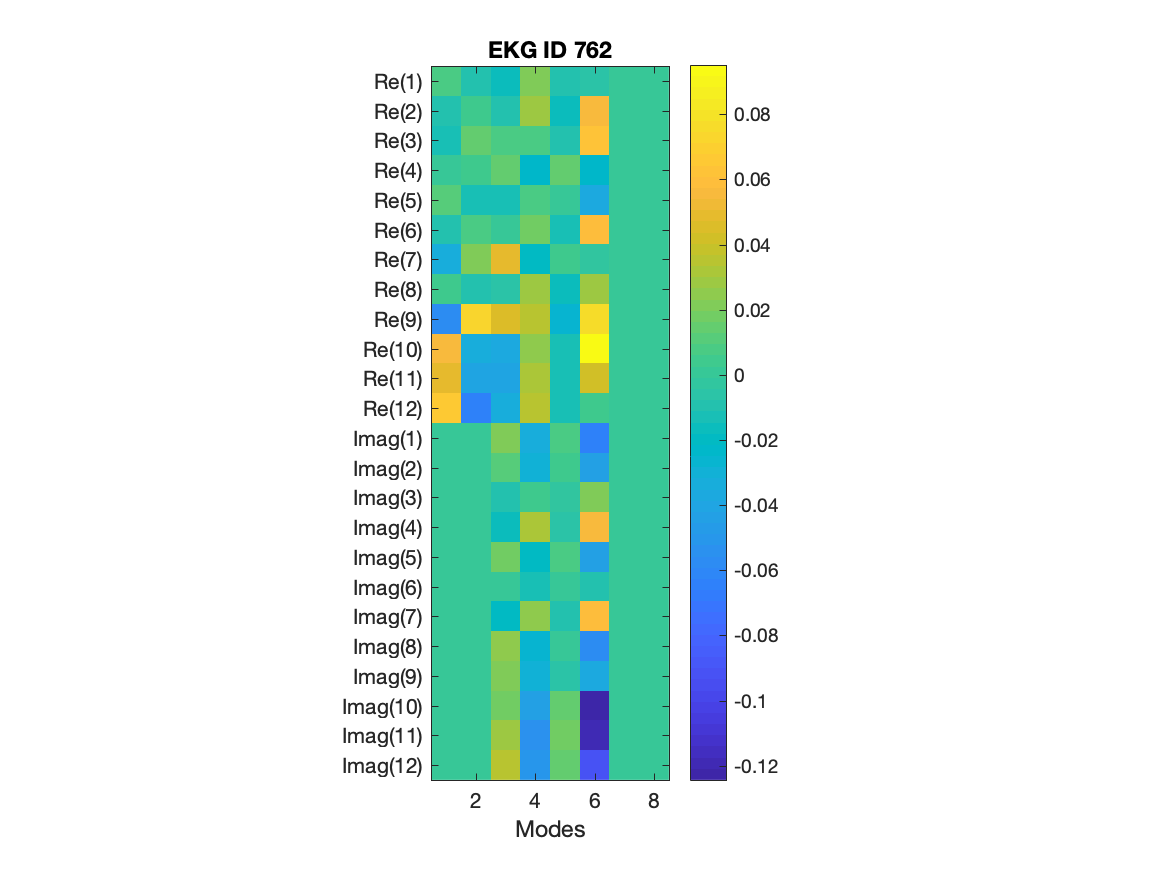 EKG ID 762
Re(1)
Re(2)
Re(3)
Re(4)
Re(5)
Re(6)
Re(7)
Re(8)
Re(9)
Re(10)
Re(11)
Re(12)
Imag(1)
Imag(2)
Imag(3)
Imag(4)
Imag(5)
Imag(6)
Imag(7)
Imag(8)
Imag(9)
Imag(10)
Imag(11)
Imag(12)
2 4 6 8
Modes
0.08
0.06
0.04
0.02
0
-0.02
-0.04
-0.06
-0.08
-0.1
-0.12